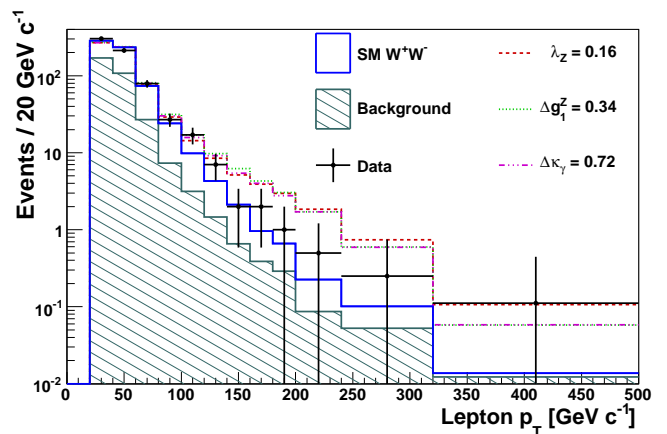 Events / 20 GeV c⁻¹
10²
10
1
10⁻¹
10⁻²
SM W⁺W⁻
Background
Data
λ_Z = 0.16
Δg₁^Z = 0.34
Δκ_γ = 0.72
0 50 100 150 200 250 300 350 400 450 500
Lepton p_T [GeV c⁻¹]